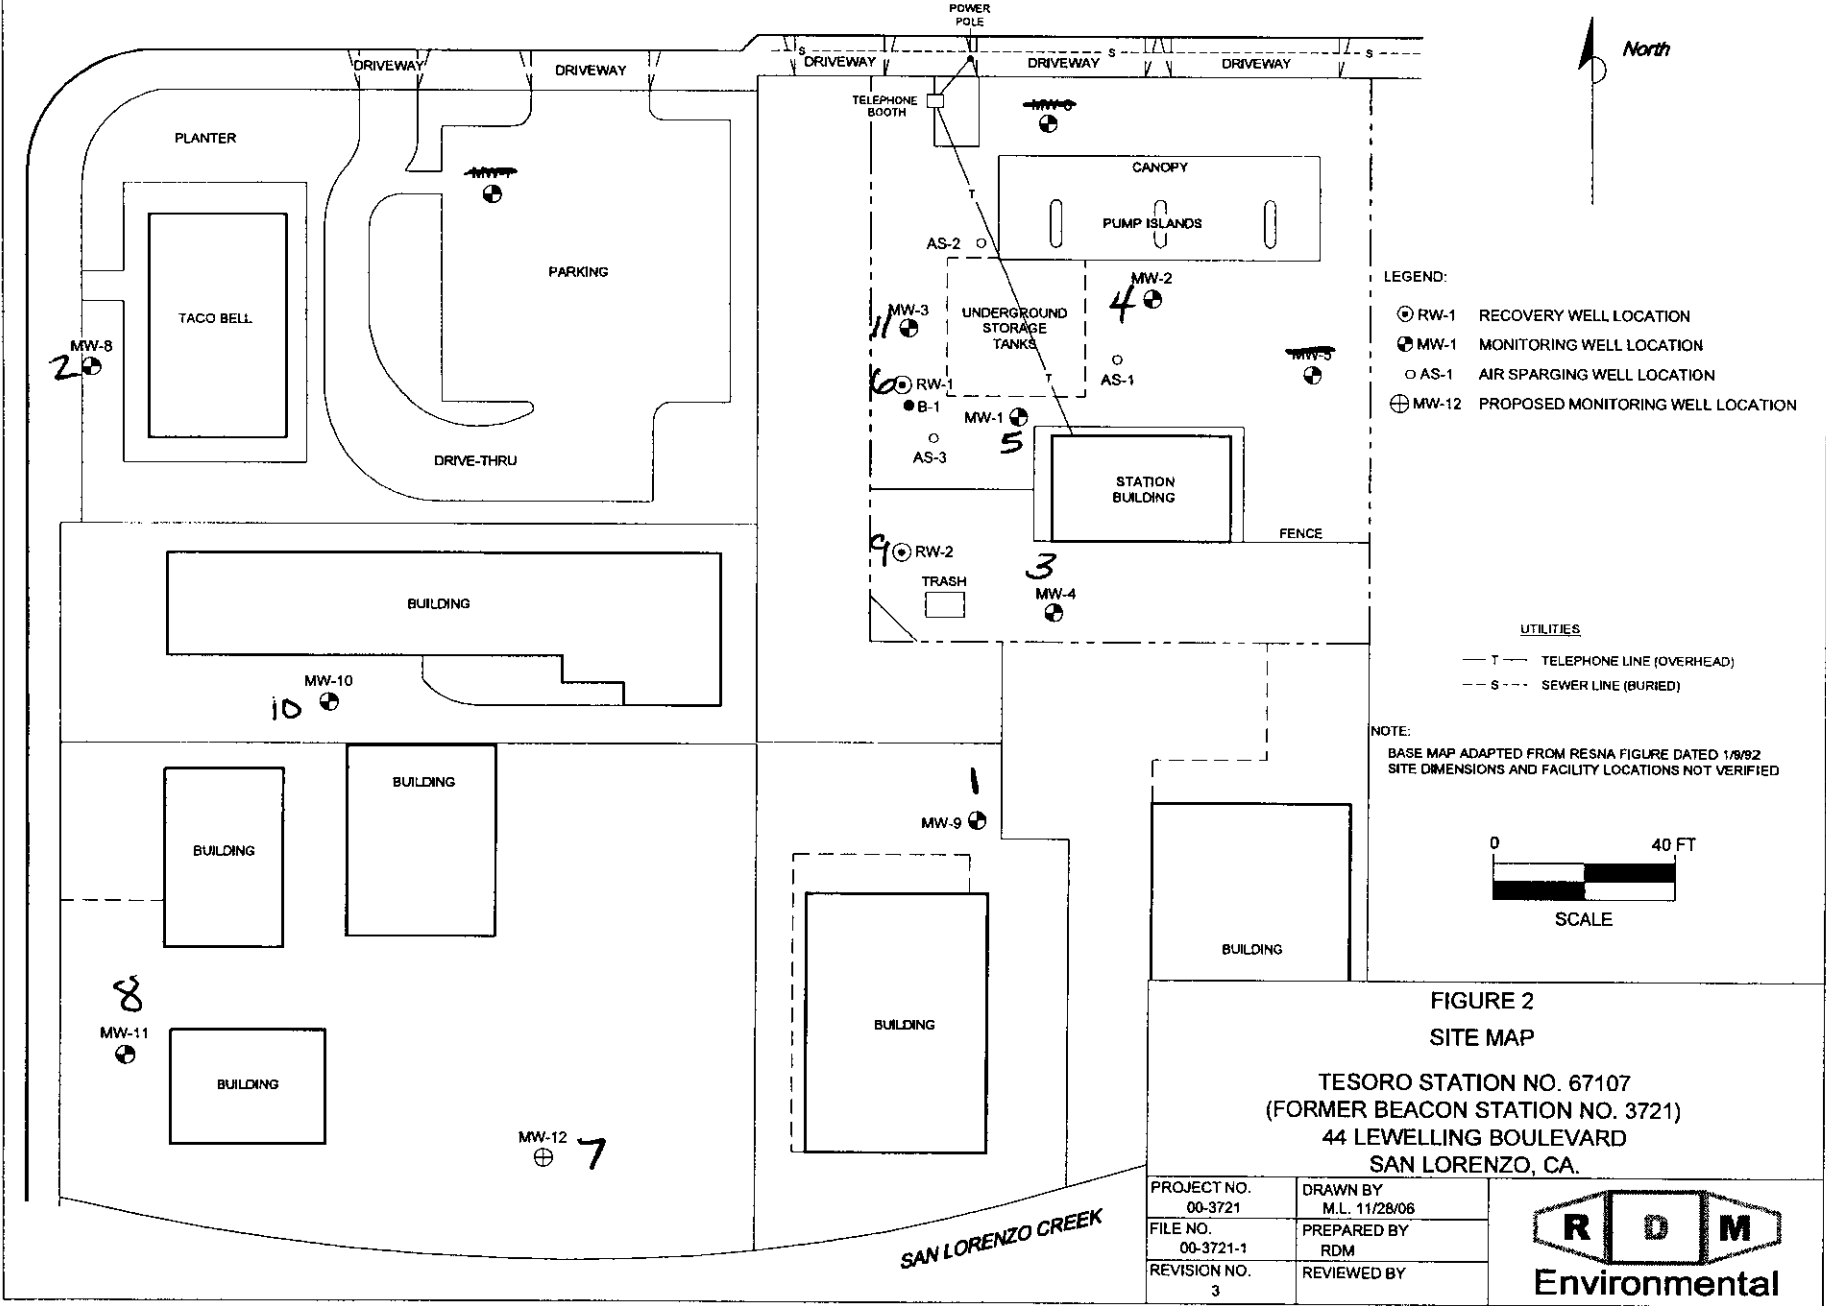 POWER
POLE
North
DRIVEWAY
DRIVEWAY
S
DRIVEWAY
DRIVEWAY
S
DRIVEWAY
S
TELEPHONE
BOOTH
MW-6
PLANTER
MW-7
CANOPY
T
PUMP ISLANDS
AS-2
PARKING
TACO BELL
MW-8
2
MW-2
4
MW-3
11
UNDERGROUND
STORAGE
TANKS
T
MW-5
AS-1
6
RW-1
B-1
MW-1
5
AS-3
DRIVE-THRU
STATION
BUILDING
FENCE
LEGEND:
RW-1 RECOVERY WELL LOCATION
MW-1 MONITORING WELL LOCATION
AS-1 AIR SPARGING WELL LOCATION
MW-12 PROPOSED MONITORING WELL LOCATION
9
RW-2
TRASH
3
MW-4
BUILDING
MW-10
10
UTILITIES
T TELEPHONE LINE (OVERHEAD)
S SEWER LINE (BURIED)
NOTE:
BASE MAP ADAPTED FROM RESNA FIGURE DATED 1/9/92
SITE DIMENSIONS AND FACILITY LOCATIONS NOT VERIFIED
BUILDING
BUILDING
1
MW-9
0 40 FT
SCALE
BUILDING
8
MW-11
BUILDING
BUILDING
MW-12
7
SAN LORENZO CREEK
FIGURE 2
SITE MAP
TESORO STATION NO. 67107
(FORMER BEACON STATION NO. 3721)
44 LEWELLING BOULEVARD
SAN LORENZO, CA.
PROJECT NO.
00-3721
DRAWN BY
M.L. 11/28/06
FILE NO.
00-3721-1
PREPARED BY
RDM
REVISION NO.
3
REVIEWED BY
R D M
Environmental